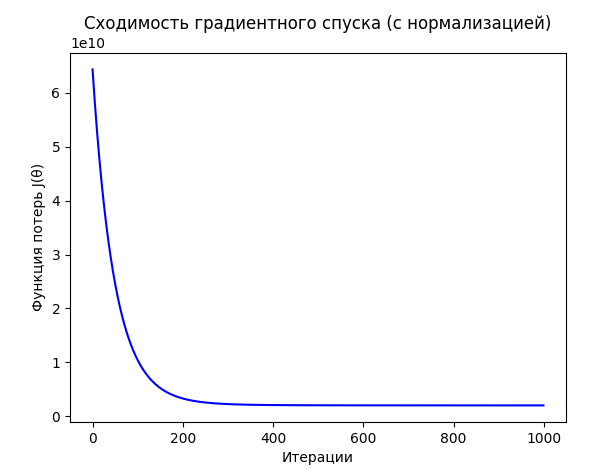 Сходимость градиентного спуска (с нормализацией)
1e10
6
5
4
3
2
1
0
Функция потерь J(θ)
0 200 400 600 800 1000
Итерации